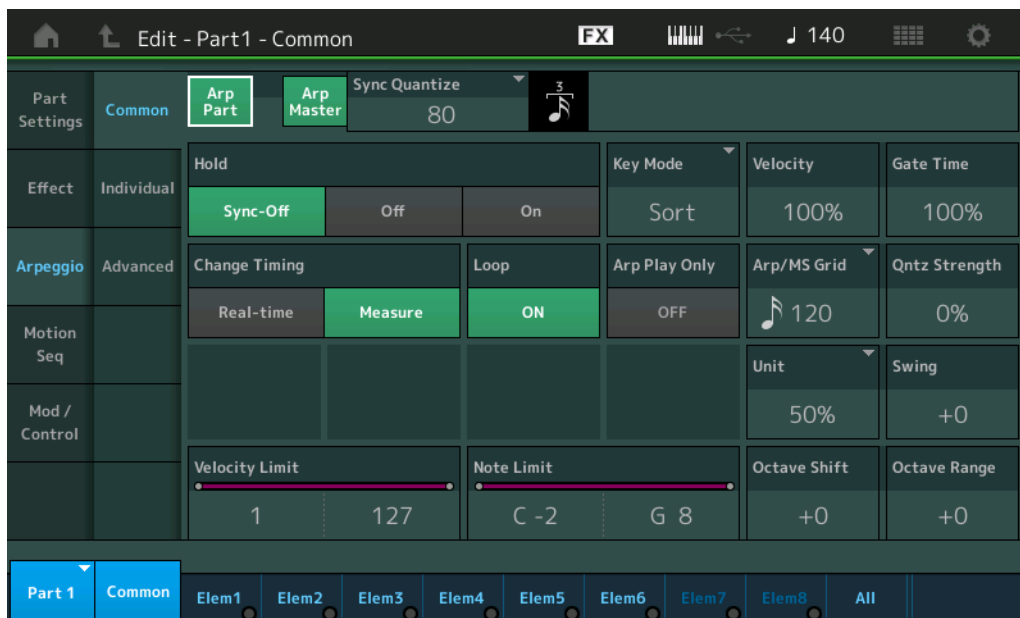 Edit - Part1 - Common
FX
140
Part
Settings
Common
Arp
Part
Arp
Master
Sync Quantize
80
3
Effect
Individual
Hold
Sync-Off
Off
On
Key Mode
Sort
Velocity
100%
Gate Time
100%
Arpeggio
Advanced
Change Timing
Real-time
Measure
Loop
ON
Arp Play Only
OFF
Arp/MS Grid
120
Qntz Strength
0%
Motion
Seq
Unit
50%
Swing
+0
Mod /
Control
Velocity Limit
1
127
Note Limit
C -2
G 8
Octave Shift
+0
Octave Range
+0
Part 1
Common
Elem1
Elem2
Elem3
Elem4
Elem5
Elem6
Elem7
Elem8
All